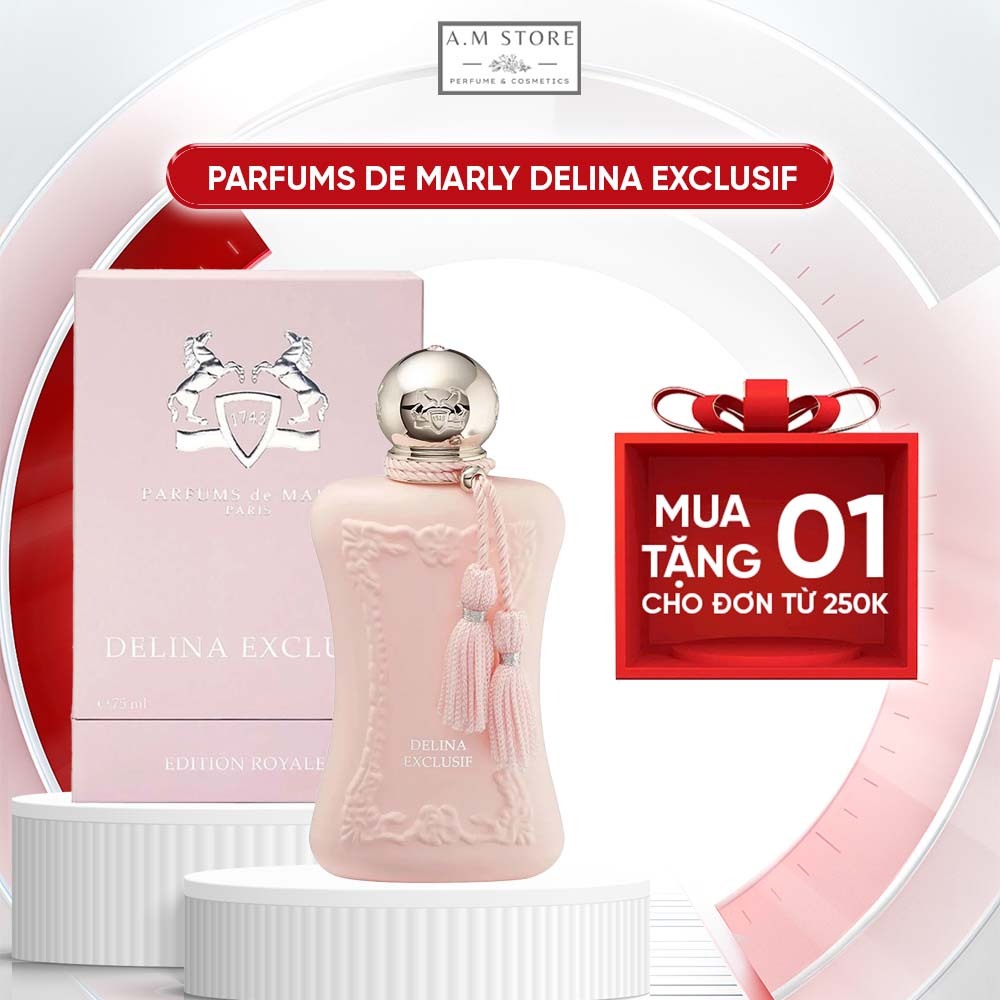 A.M STORE
PERFUME & COSMETICS
PARFUMS DE MARLY DELINA EXCLUSIF
1743
PARFUMS de MA
PARIS
DELINA EXCLU
e 75 ml
EDITION ROYALE
DELINA
EXCLUSIF
MUA
TẶNG
01
CHO ĐƠN TỪ 250K